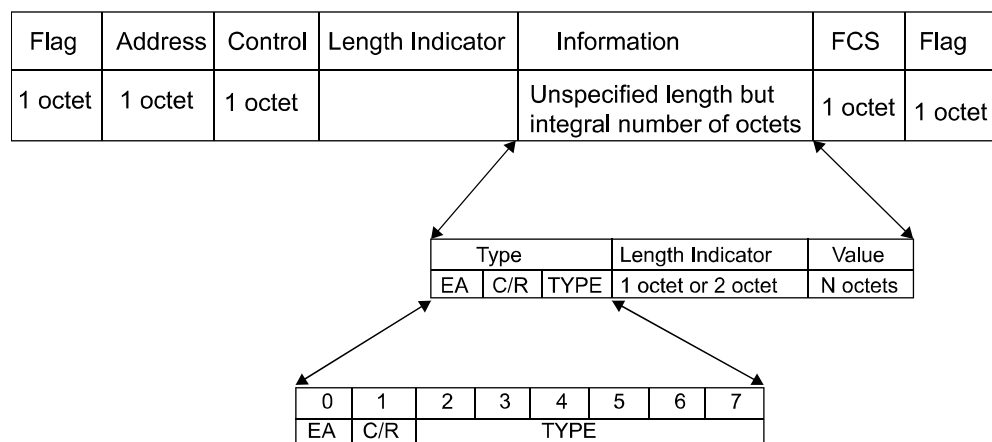 Flag Address Control Length Indicator Information FCS Flag
1 octet 1 octet 1 octet Unspecified length but integral number of octets 1 octet 1 octet
Type Length Indicator Value
EA C/R TYPE 1 octet or 2 octet N octets
0 1 2 3 4 5 6 7
EA C/R TYPE